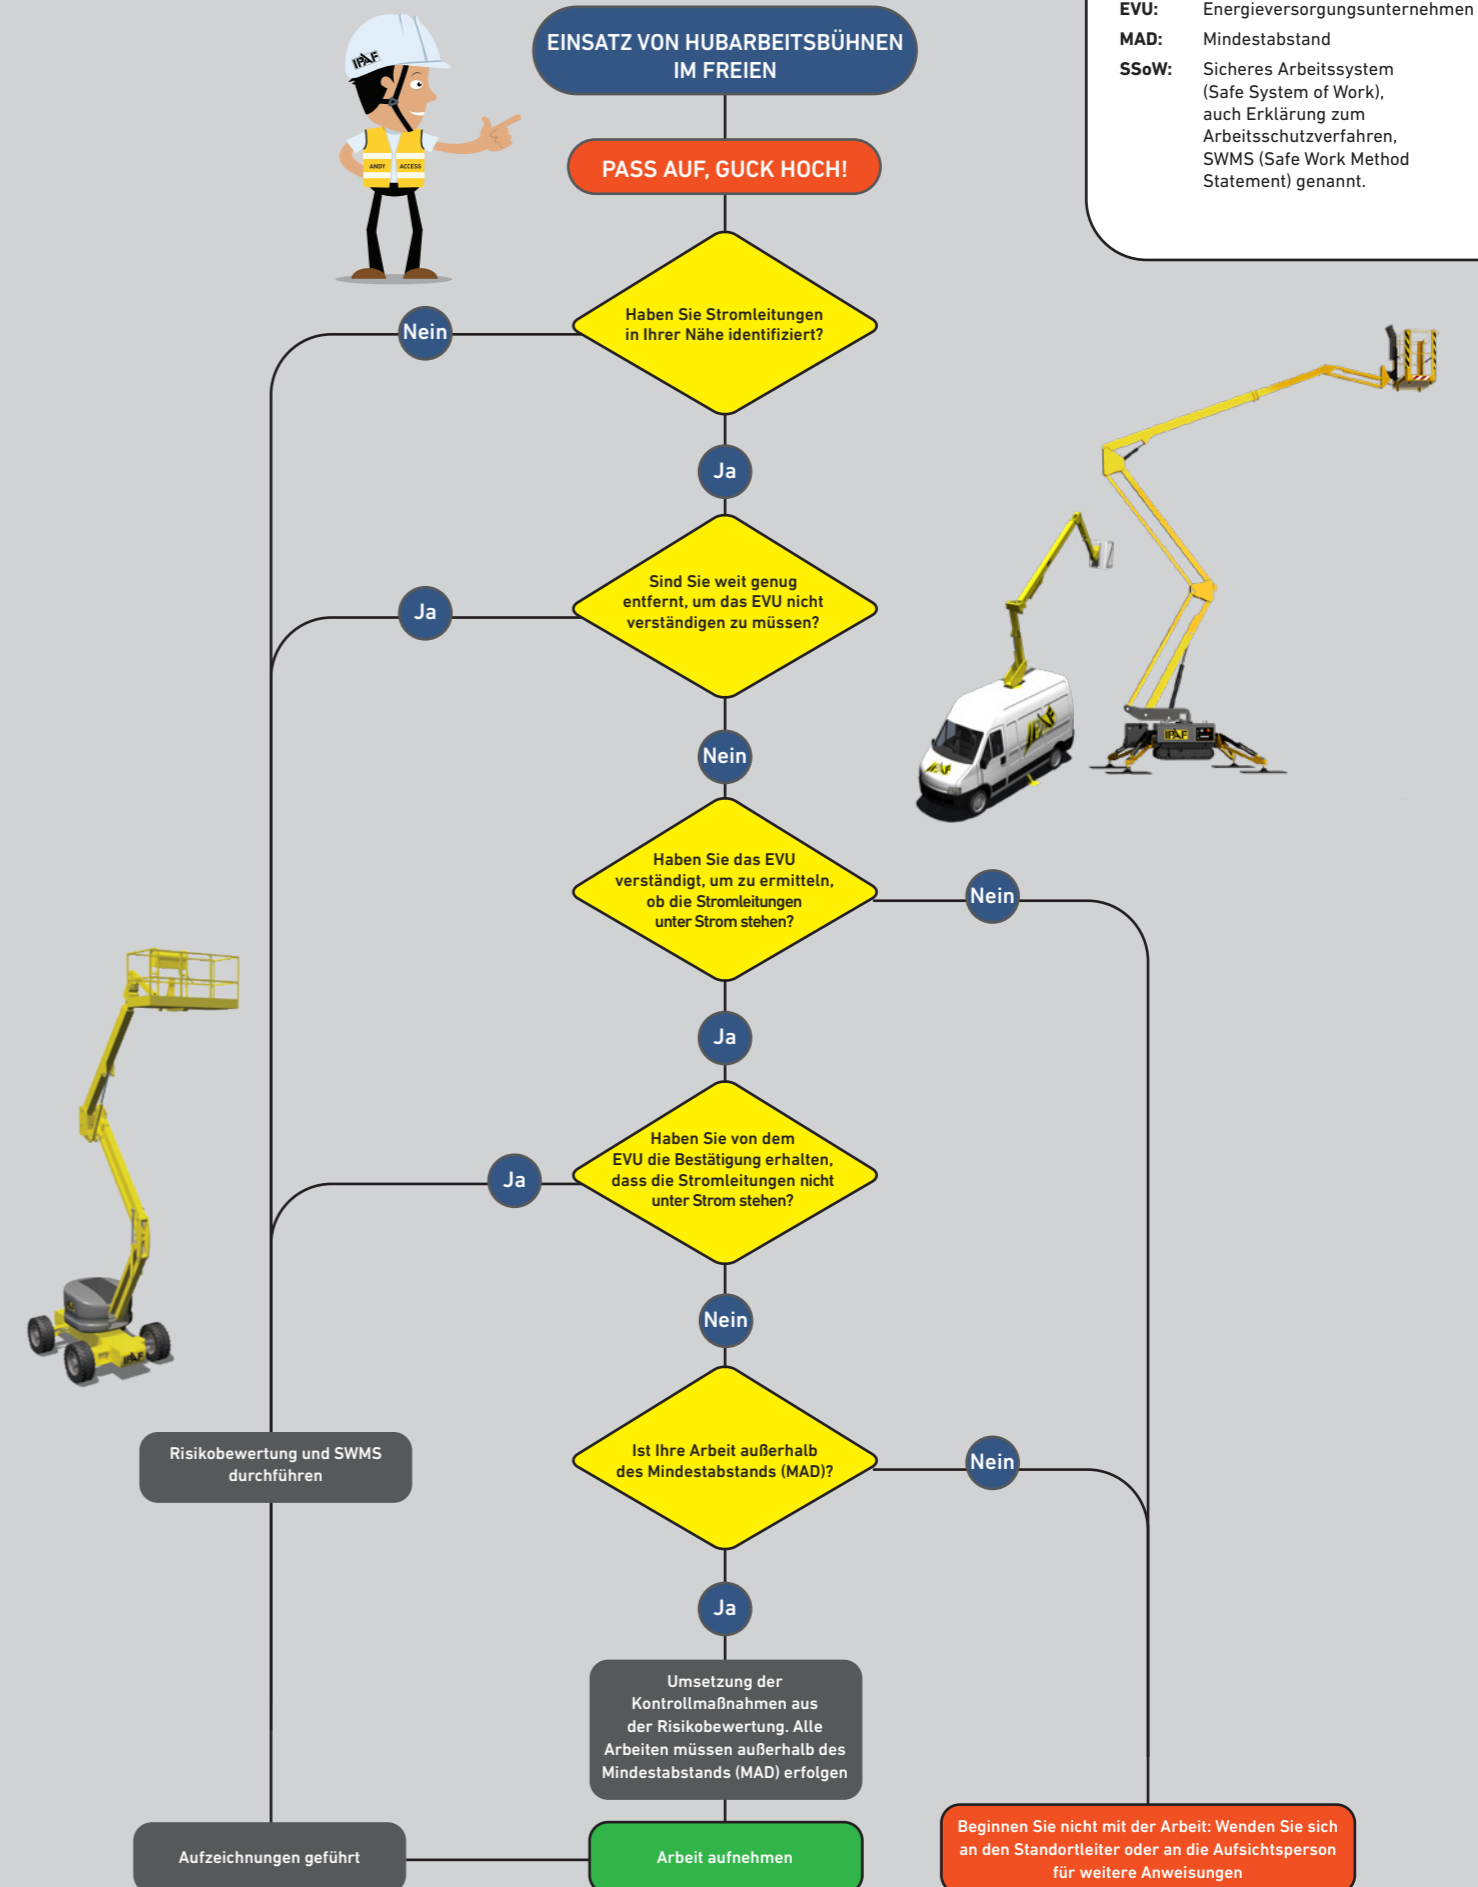 EVU: Energieversorgungsunternehmen
MAD: Mindestabstand
SSoW: Sicheres Arbeitssystem
(Safe System of Work),
auch Erklärung zum
Arbeitsschutzverfahren,
SWMS (Safe Work Method
Statement) genannt.
IPAF
ANDY ACCESS
EINSATZ VON HUBARBEITSBÜHNEN
IM FREIEN
PASS AUF, GUCK HOCH!
Haben Sie Stromleitungen
in Ihrer Nähe identifiziert?
Nein
Ja
Sind Sie weit genug
entfernt, um das EVU nicht
verständigen zu müssen?
Ja
Nein
IPAF
IPAF
IPAF
Haben Sie das EVU
verständigt, um zu ermitteln,
ob die Stromleitungen
unter Strom stehen?
Nein
Ja
Haben Sie von dem
EVU die Bestätigung erhalten,
dass die Stromleitungen nicht
unter Strom stehen?
Ja
Nein
IPAF
Risikobewertung und SWMS
durchführen
Ist Ihre Arbeit außerhalb
des Mindestabstands (MAD)?
Nein
Ja
Umsetzung der
Kontrollmaßnahmen aus
der Risikobewertung. Alle
Arbeiten müssen außerhalb des
Mindestabstands (MAD) erfolgen
Aufzeichnungen geführt
Arbeit aufnehmen
Beginnen Sie nicht mit der Arbeit: Wenden Sie sich
an den Standortleiter oder an die Aufsichtsperson
für weitere Anweisungen